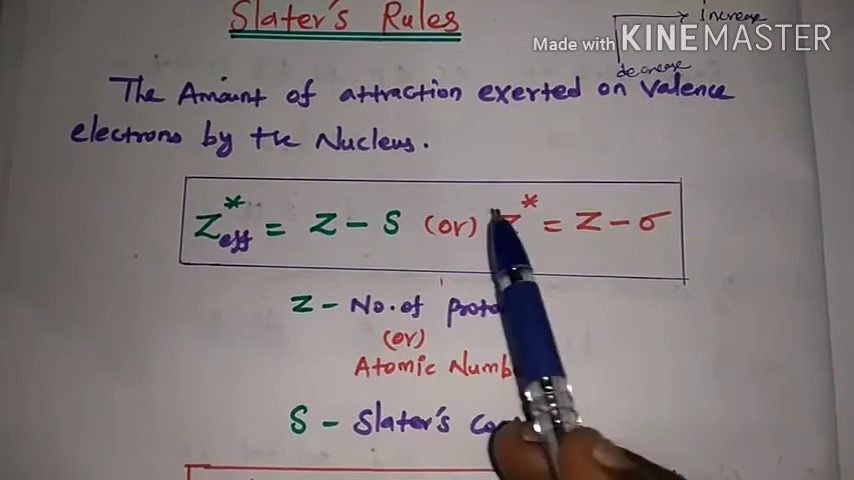 Slater's Rules
increase
Made with KINEMASTER
decrease
The Amount of attraction exerted on valence
electrons by the Nucleus.
Z*eff = Z - S (or) Z* = Z - σ
Z - No. of
(or)
Atomic
S - Slater's